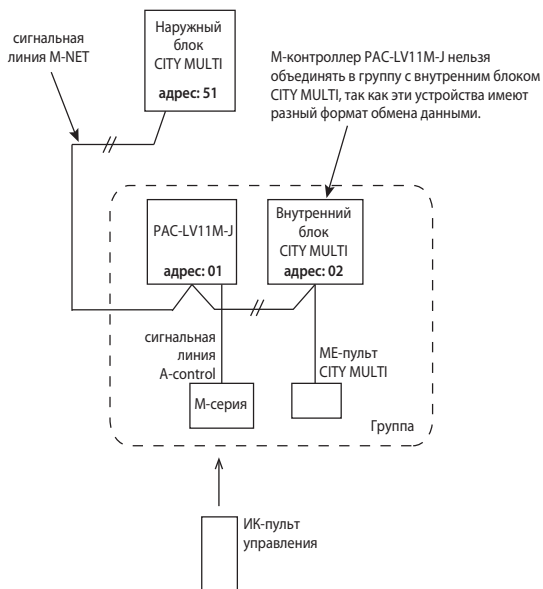 сигнальная
линия M-NET
Наружный
блок
CITY MULTI
адрес: 51
М-контроллер PAC-LV11M-J нельзя
объединять в группу с внутренним блоком
CITY MULTI, так как эти устройства имеют
разный формат обмена данными.
PAC-LV11M-J
адрес: 01
Внутренний
блок
CITY MULTI
адрес: 02
сигнальная
линия
A-control
ME-пульт
CITY MULTI
М-серия
Группа
ИК-пульт
управления